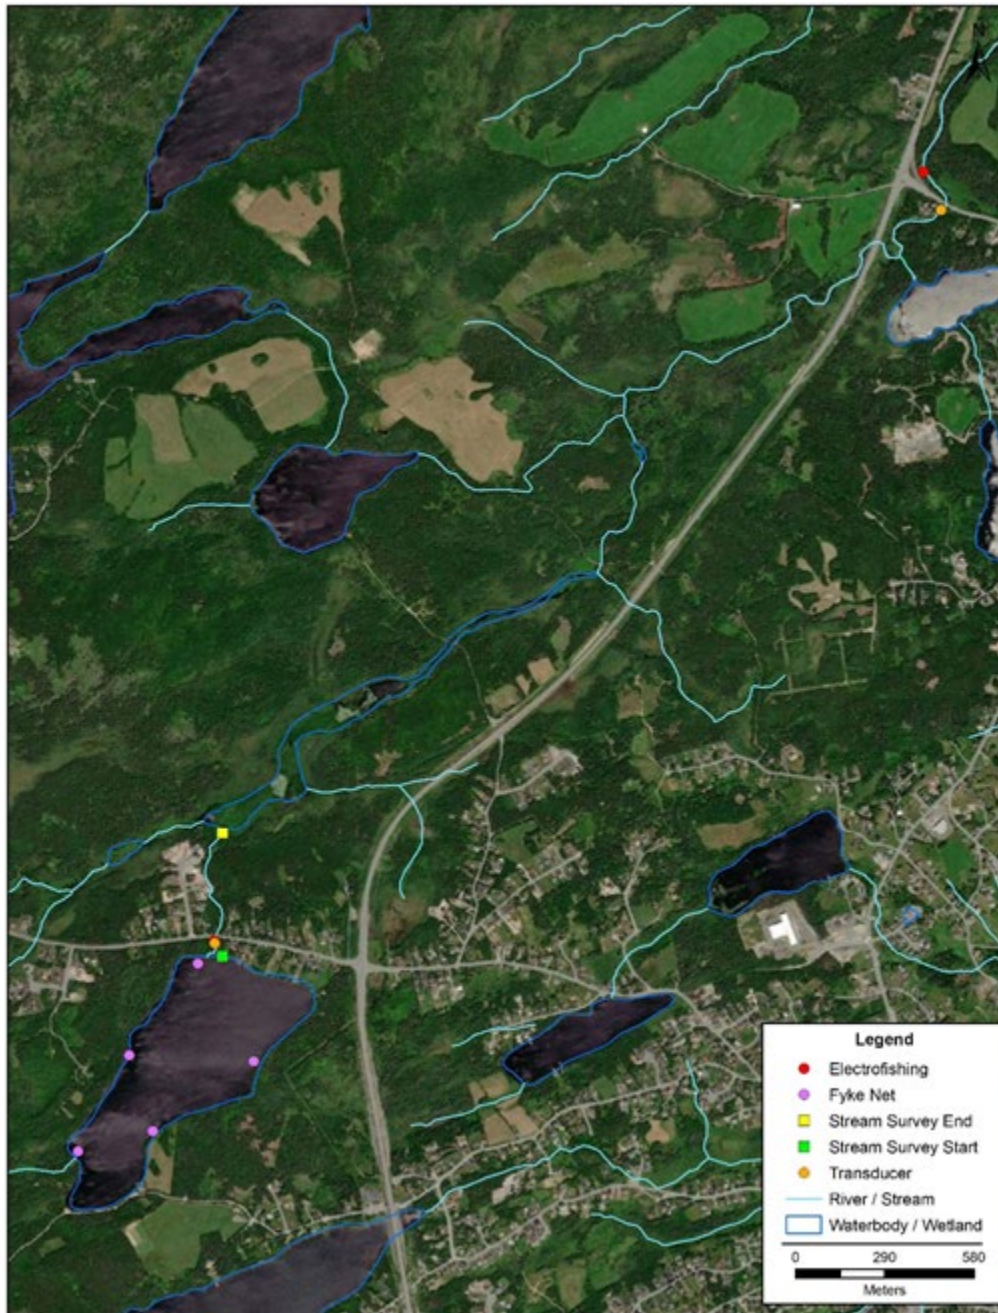 Legend
Electrofishing
Fyke Net
Stream Survey End
Stream Survey Start
Transducer
River / Stream
Waterbody / Wetland
0 290 580
Meters